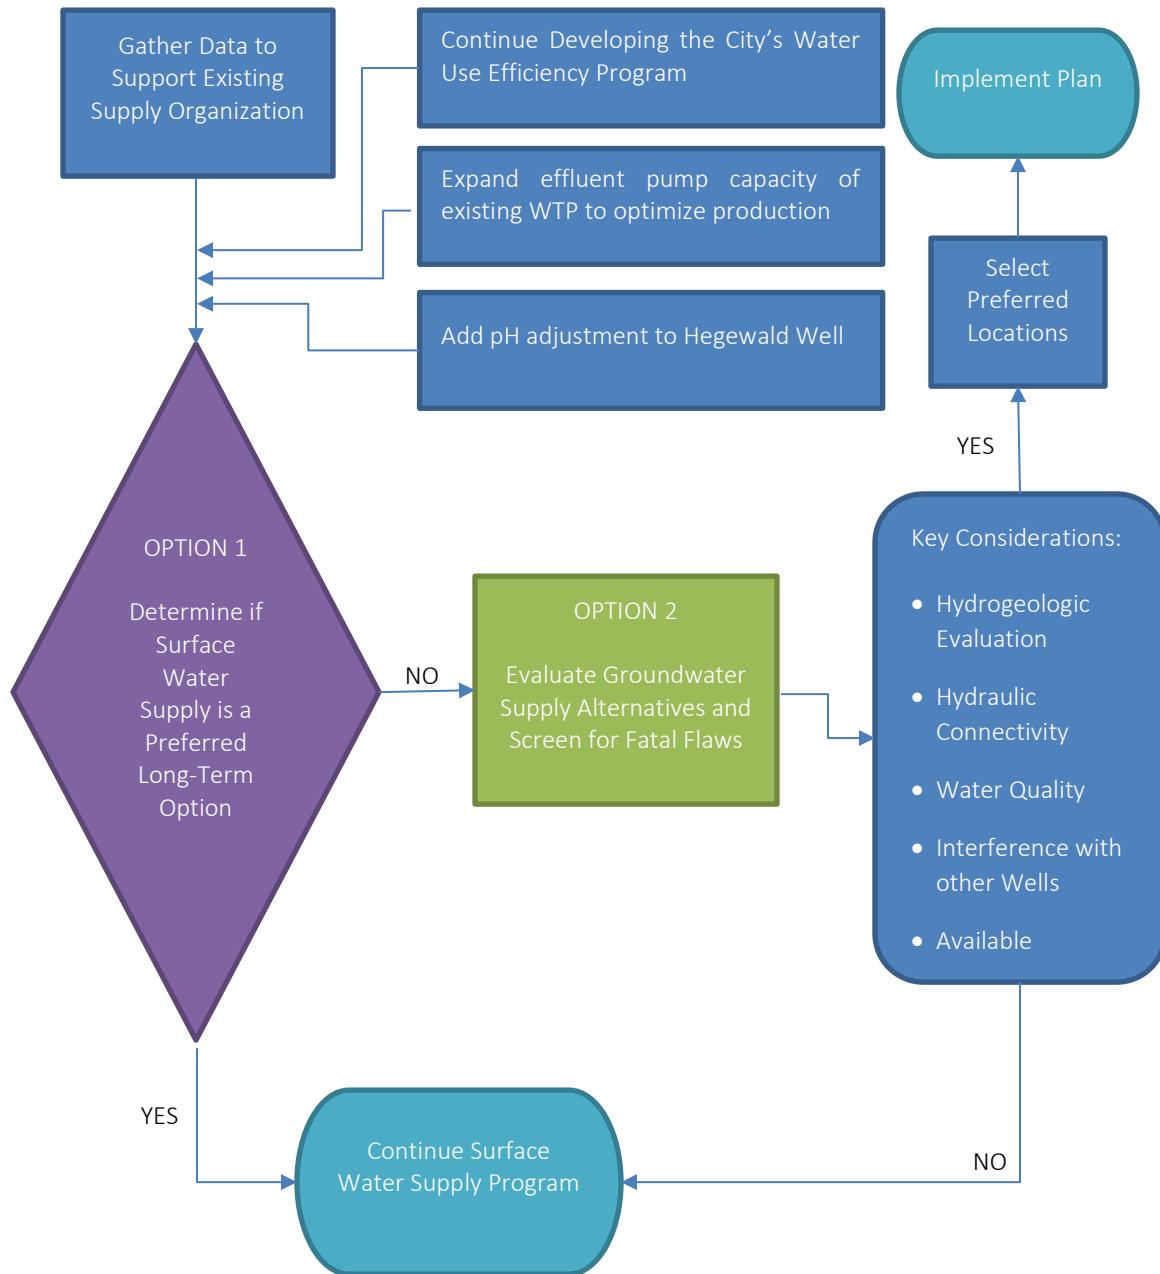 Gather Data to
Support Existing
Supply Organization
Continue Developing the City's Water
Use Efficiency Program
Expand effluent pump capacity of
existing WTP to optimize production
Add pH adjustment to Hegewald Well
Implement Plan
Select
Preferred
Locations
YES
Key Considerations:
• Hydrogeologic
Evaluation
• Hydraulic
Connectivity
• Water Quality
• Interference with
other Wells
• Available
OPTION 1
Determine if
Surface
Water
Supply is a
Preferred
Long-Term
Option
NO
OPTION 2
Evaluate Groundwater
Supply Alternatives and
Screen for Fatal Flaws
YES
Continue Surface
Water Supply Program
NO